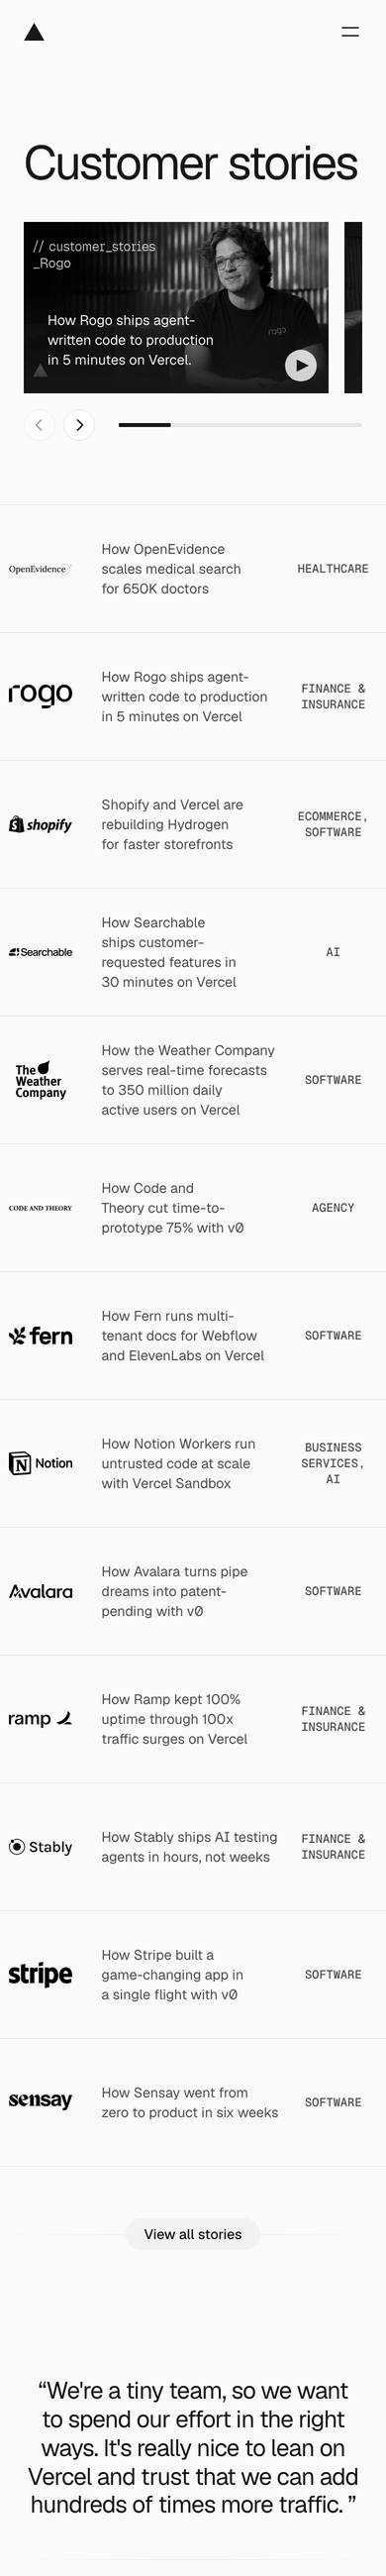 Customer stories
// customer_stories
_Rogo
How Rogo ships agent-
written code to production
in 5 minutes on Vercel.
rogo
OpenEvidence
How OpenEvidence
scales medical search
for 650K doctors
HEALTHCARE
rogo
How Rogo ships agent-
written code to production
in 5 minutes on Vercel
FINANCE &
INSURANCE
shopify
Shopify and Vercel are
rebuilding Hydrogen
for faster storefronts
ECOMMERCE,
SOFTWARE
Searchable
How Searchable
ships customer-
requested features in
30 minutes on Vercel
AI
The
Weather
Company
How the Weather Company
serves real-time forecasts
to 350 million daily
active users on Vercel
SOFTWARE
CODE AND THEORY
How Code and
Theory cut time-to-
prototype 75% with v0
AGENCY
fern
How Fern runs multi-
tenant docs for Webflow
and ElevenLabs on Vercel
SOFTWARE
Notion
How Notion Workers run
untrusted code at scale
with Vercel Sandbox
BUSINESS
SERVICES,
AI
Avalara
How Avalara turns pipe
dreams into patent-
pending with v0
SOFTWARE
ramp
How Ramp kept 100%
uptime through 100x
traffic surges on Vercel
FINANCE &
INSURANCE
Stably
How Stably ships AI testing
agents in hours, not weeks
FINANCE &
INSURANCE
stripe
How Stripe built a
game-changing app in
a single flight with v0
SOFTWARE
sensay
How Sensay went from
zero to product in six weeks
SOFTWARE
View all stories
“We're a tiny team, so we want
to spend our effort in the right
ways. It's really nice to lean on
Vercel and trust that we can add
hundreds of times more traffic. ”